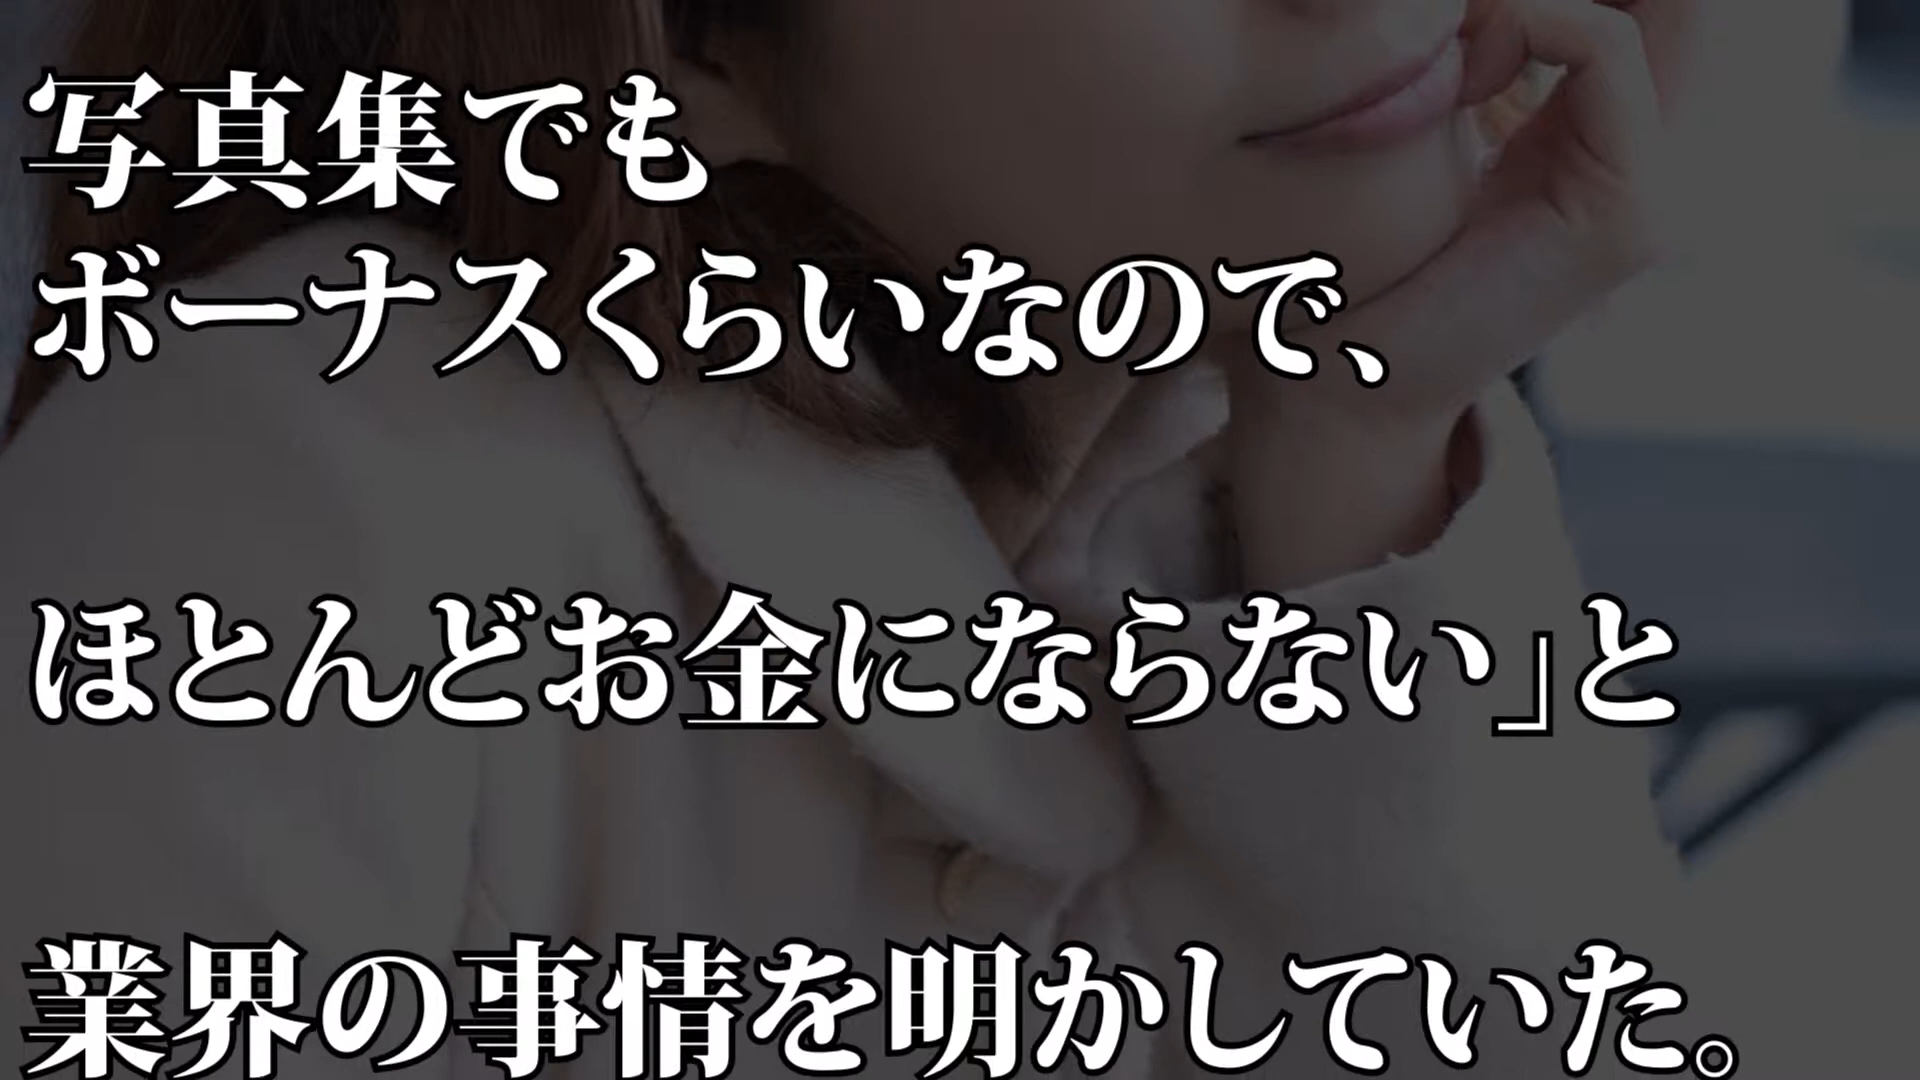 写真集でも
ボーナスくらいなので、
ほとんどお金にならない」と
業界の事情を明かしていた。